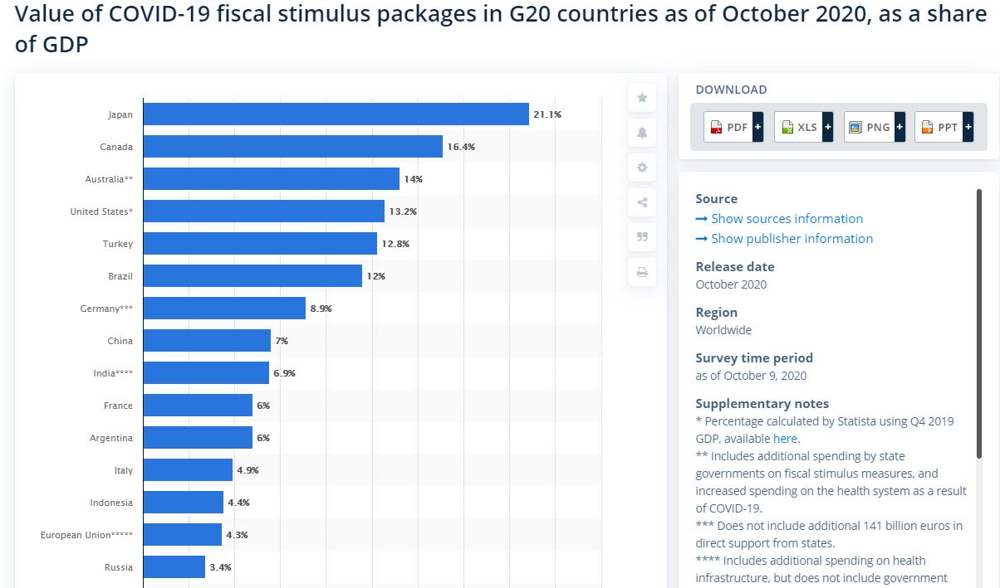 Value of COVID-19 fiscal stimulus packages in G20 countries as of October 2020, as a share
of GDP
Japan 21.1%
Canada 16.4%
Australia** 14%
United States* 13.2%
Turkey 12.8%
Brazil 12%
Germany*** 8.9%
China 7%
India**** 6.9%
France 6%
Argentina 6%
Italy 4.9%
Indonesia 4.4%
European Union***** 4.3%
Russia 3.4%
DOWNLOAD
PDF + XLS + PNG + PPT +
Source
→ Show sources information
→ Show publisher information
Release date
October 2020
Region
Worldwide
Survey time period
as of October 9, 2020
Supplementary notes
* Percentage calculated by Statista using Q4 2019
GDP, available here.
** Includes additional spending by state
governments on fiscal stimulus measures, and
increased spending on the health system as a result
of COVID-19.
*** Does not include additional 141 billion euros in
direct support from states.
**** Includes additional spending on health
infrastructure, but does not include government